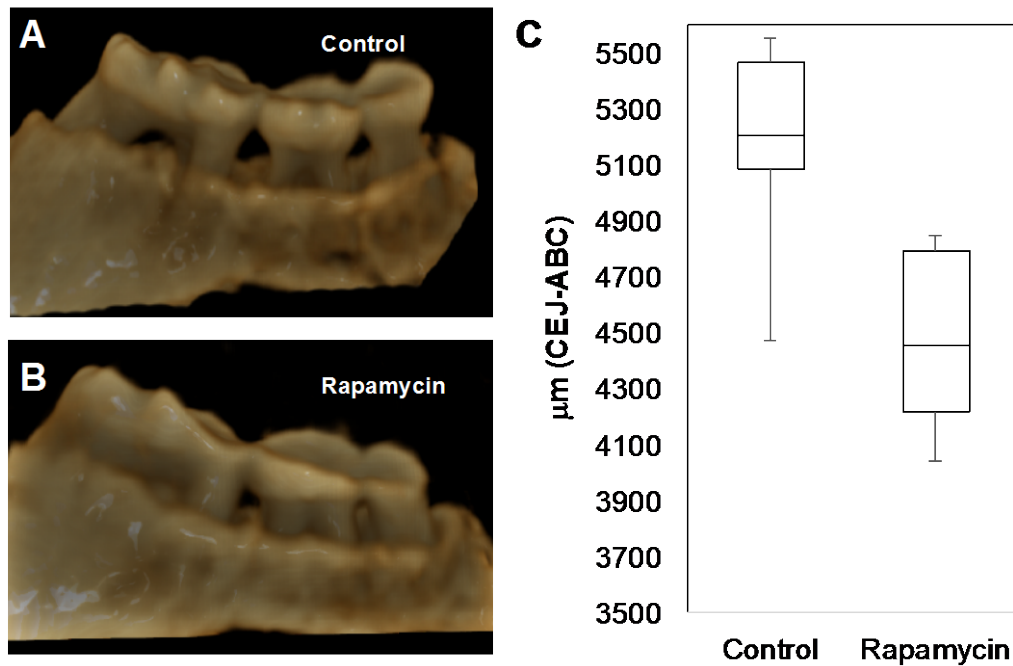 A
Control
B
Rapamycin
C
μm (CEJ-ABC)
5500
5300
5100
4900
4700
4500
4300
4100
3900
3700
3500
Control
Rapamycin